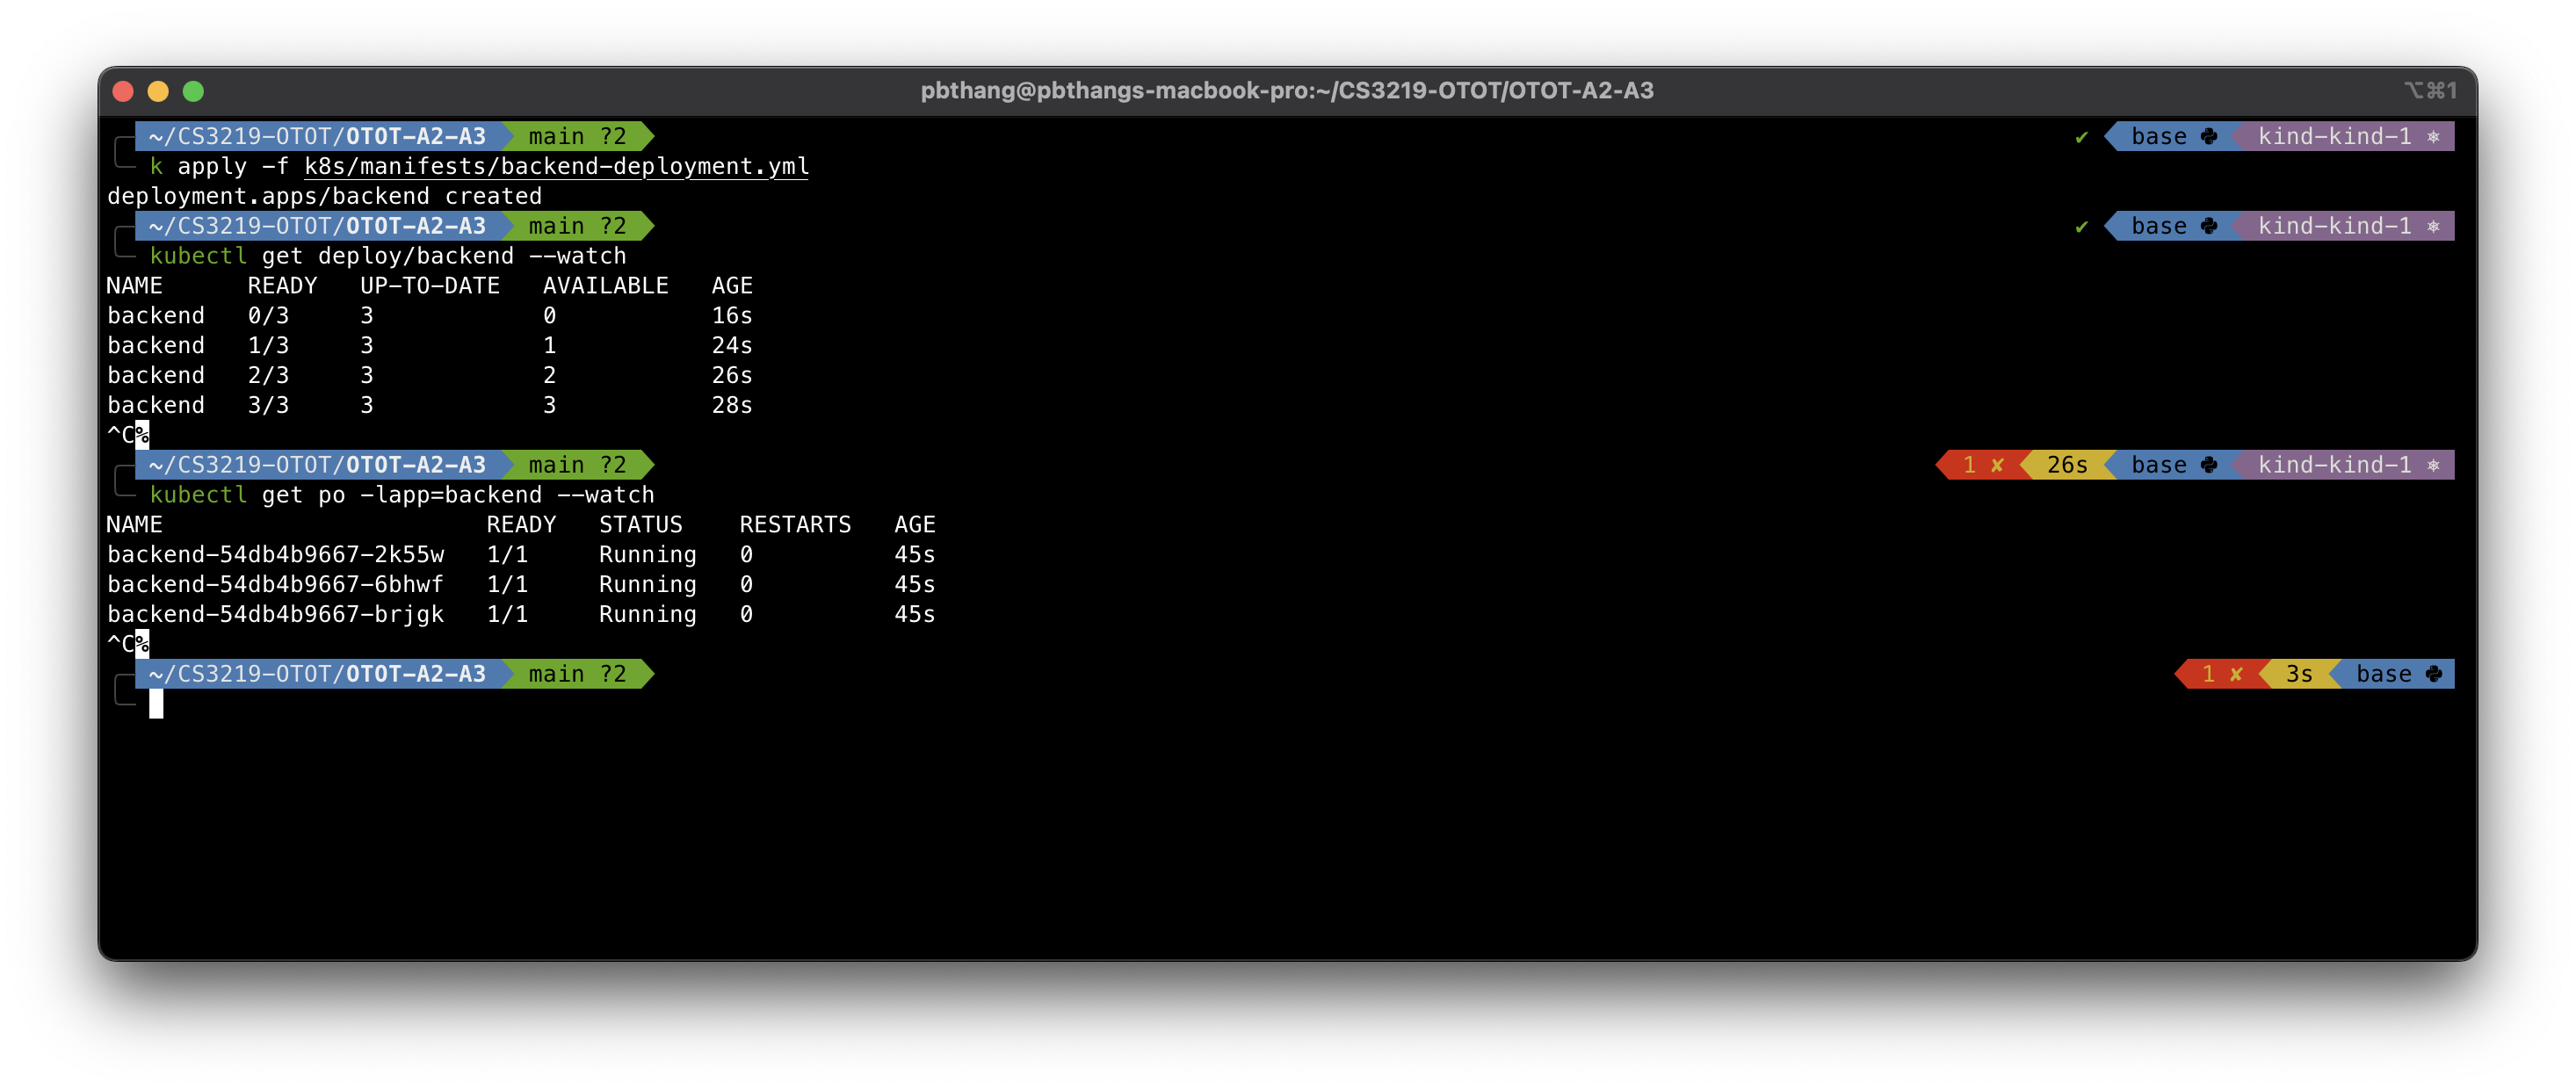 pbthang@pbthangs-macbook-pro:~/CS3219-OTOT/OTOT-A2-A3 ⌥⌘1
~/CS3219-OTOT/OTOT-A2-A3 main ?2 ✔ base kind-kind-1 ⎈
k apply -f k8s/manifests/backend-deployment.yml
deployment.apps/backend created
~/CS3219-OTOT/OTOT-A2-A3 main ?2 ✔ base kind-kind-1 ⎈
kubectl get deploy/backend --watch
NAME READY UP-TO-DATE AVAILABLE AGE
backend 0/3 3 0 16s
backend 1/3 3 1 24s
backend 2/3 3 2 26s
backend 3/3 3 3 28s
^C%
~/CS3219-OTOT/OTOT-A2-A3 main ?2 1 ✘ 26s base kind-kind-1 ⎈
kubectl get po -lapp=backend --watch
NAME READY STATUS RESTARTS AGE
backend-54db4b9667-2k55w 1/1 Running 0 45s
backend-54db4b9667-6bhwf 1/1 Running 0 45s
backend-54db4b9667-brjgk 1/1 Running 0 45s
^C%
~/CS3219-OTOT/OTOT-A2-A3 main ?2 1 ✘ 3s base